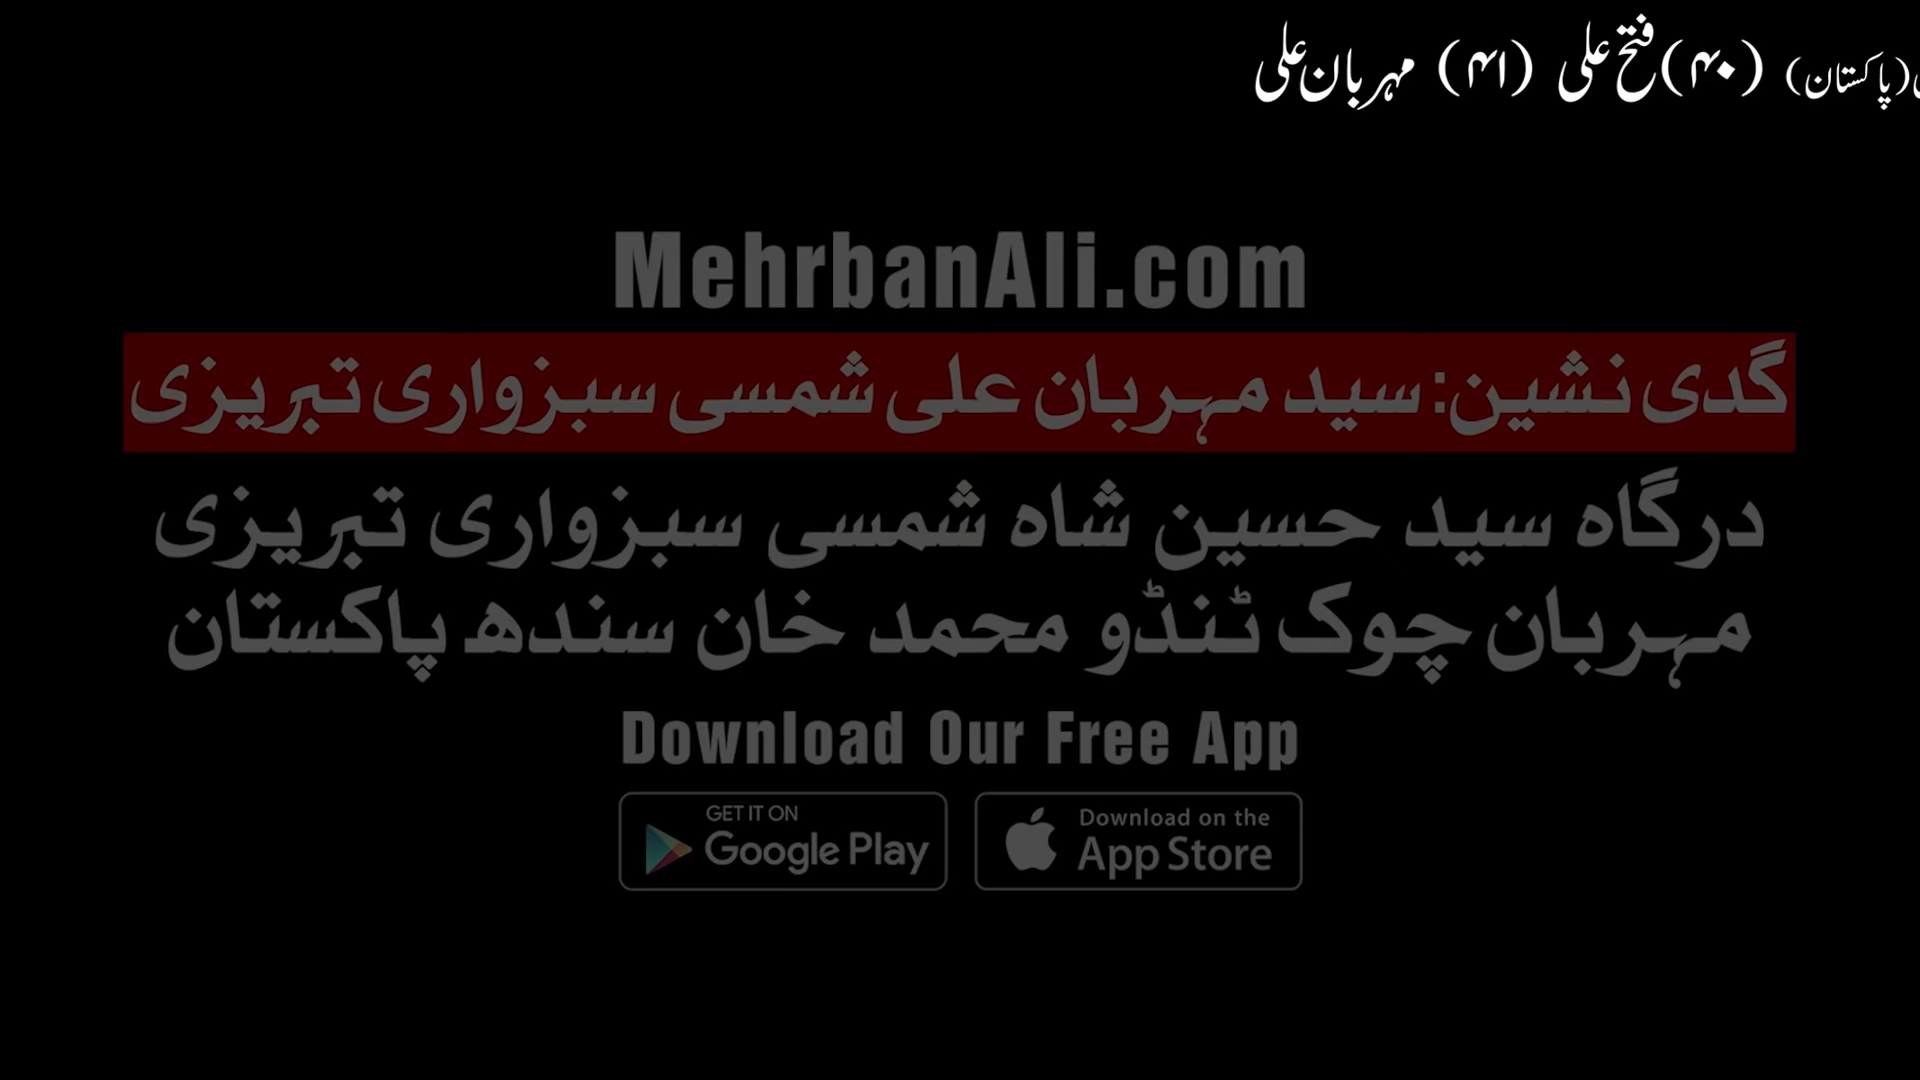 (پاکستان) (۴۰) فتح علی (۴۱) مہربان علی
MehrbanAli.com
گدی نشین: سید مہربان علی شمسی سبزواری تبریزی
درگاہ سید حسین شاہ شمسی سبزواری تبریزی
مہربان چوک ٹنڈو محمد خان سندھ پاکستان
Download Our Free App
GET IT ON
Google Play
Download on the
App Store